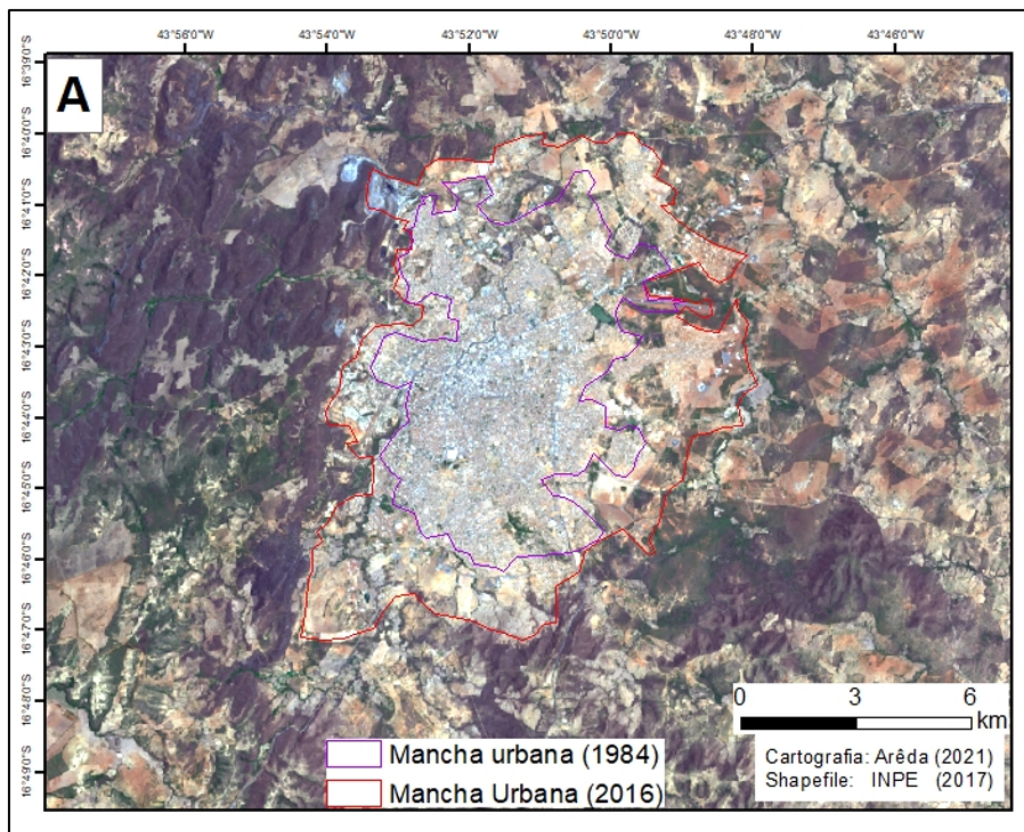 43°56'0"W 43°54'0"W 43°52'0"W 43°50'0"W 43°48'0"W 43°46'0"W
A
16°40'0"S
16°41'0"S
16°42'0"S
16°43'0"S
16°44'0"S
16°45'0"S
16°46'0"S
16°47'0"S
16°48'0"S
16°49'0"S
0 3 6
km
Mancha urbana (1984)
Mancha Urbana (2016)
Cartografia: Arêda (2021)
Shapefile: INPE (2017)